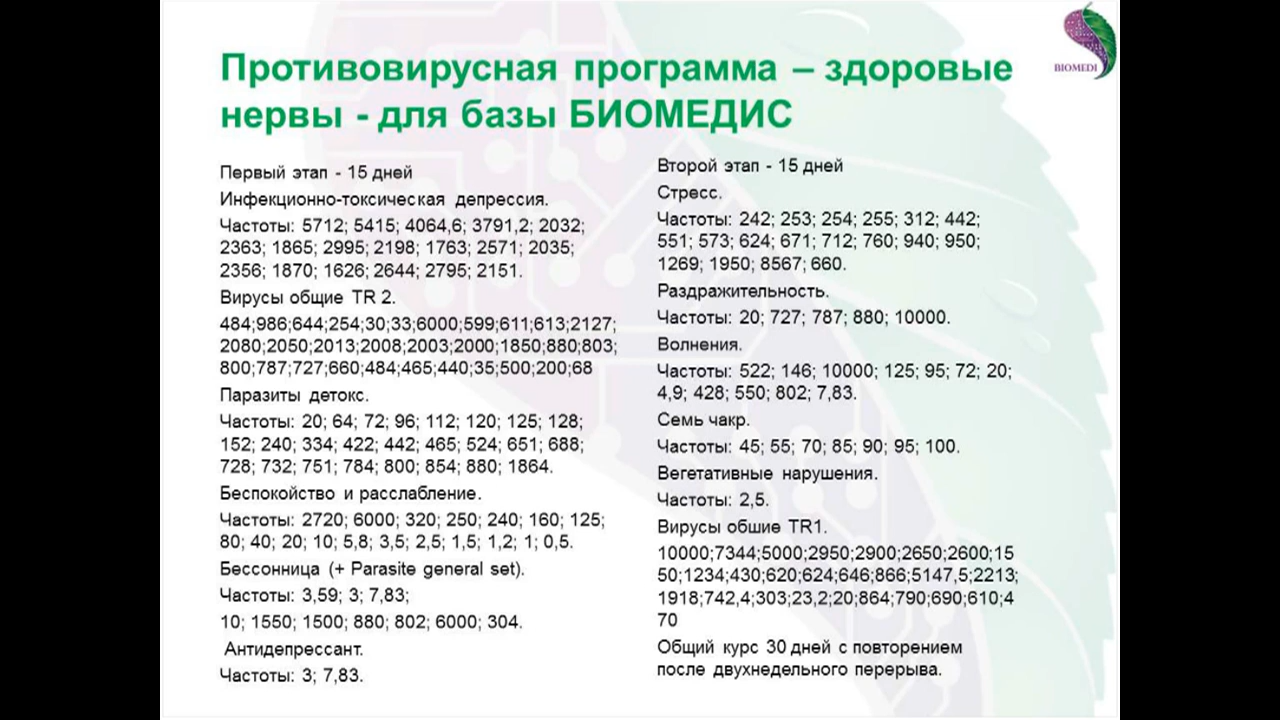 Противовирусная программа – здоровые
нервы - для базы БИОМЕДИС
BIOMEDI
Первый этап - 15 дней
Инфекционно-токсическая депрессия.
Частоты: 5712; 5415; 4064,6; 3791,2; 2032;
2363; 1865; 2995; 2198; 1763; 2571; 2035;
2356; 1870; 1626; 2644; 2795; 2151.
Вирусы общие TR 2.
484;986;644;254;30;33;6000;599;611;613;2127;
2080;2050;2013;2008;2003;2000;1850;880;803;
800;787;727;660;484;465;440;35;500;200;68
Паразиты детокс.
Частоты: 20; 64; 72; 96; 112; 120; 125; 128;
152; 240; 334; 422; 442; 465; 524; 651; 688;
728; 732; 751; 784; 800; 854; 880; 1864.
Беспокойство и расслабление.
Частоты: 2720; 6000; 320; 250; 240; 160; 125;
80; 40; 20; 10; 5,8; 3,5; 2,5; 1,5; 1,2; 1; 0,5.
Бессонница (+ Parasite general set).
Частоты: 3,59; 3; 7,83;
10; 1550; 1500; 880; 802; 6000; 304.
Антидепрессант.
Частоты: 3; 7,83.
Второй этап - 15 дней
Стресс.
Частоты: 242; 253; 254; 255; 312; 442;
551; 573; 624; 671; 712; 760; 940; 950;
1269; 1950; 8567; 660.
Раздражительность.
Частоты: 20; 727; 787; 880; 10000.
Волнения.
Частоты: 522; 146; 10000; 125; 95; 72; 20;
4,9; 428; 550; 802; 7,83.
Семь чакр.
Частоты: 45; 55; 70; 85; 90; 95; 100.
Вегетативные нарушения.
Частоты: 2,5.
Вирусы обшие TR1.
10000;7344;5000;2950;2900;2650;2600;15
50;1234;430;620;624;646;866;5147,5;2213;
1918;742,4;303;23,2;20;864;790;690;610;4
70
Общий курс 30 дней с повторением
после двухнедельного перерыва.